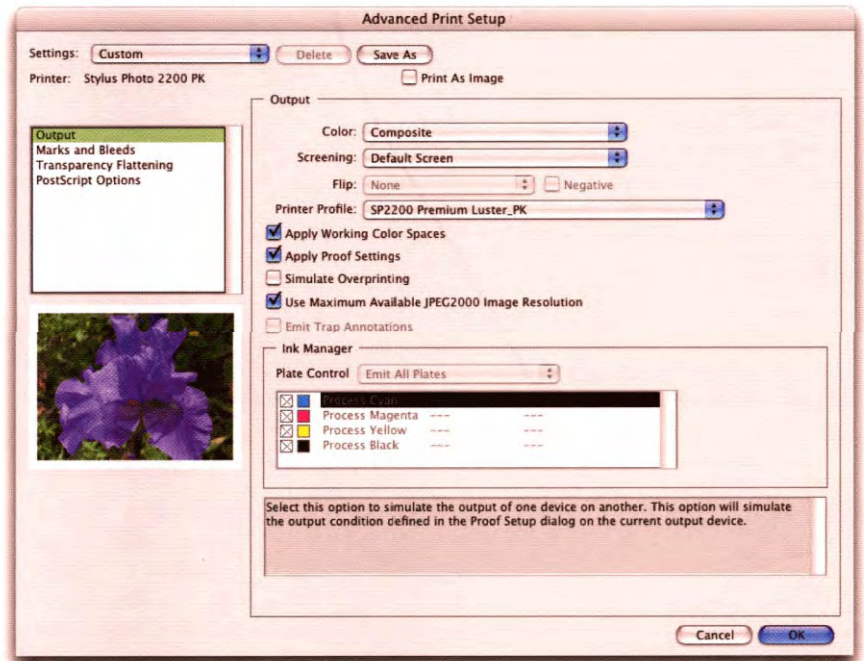 Advanced Print Setup
Settings: Custom Delete Save As
Printer: Stylus Photo 2200 PK Print As Image
Output
Marks and Bleeds
Transparency Flattening
PostScript Options
Output
Color: Composite
Screening: Default Screen
Flip: None Negative
Printer Profile: SP2200 Premium Luster_PK
Apply Working Color Spaces
Apply Proof Settings
Simulate Overprinting
Use Maximum Available JPEG2000 Image Resolution
Emit Trap Annotations
Ink Manager
Plate Control Emit All Plates
Process Cyan
Process Magenta --- ---
Process Yellow --- ---
Process Black --- ---
Select this option to simulate the output of one device on another. This option will simulate
the output condition defined in the Proof Setup dialog on the current output device.
Cancel OK